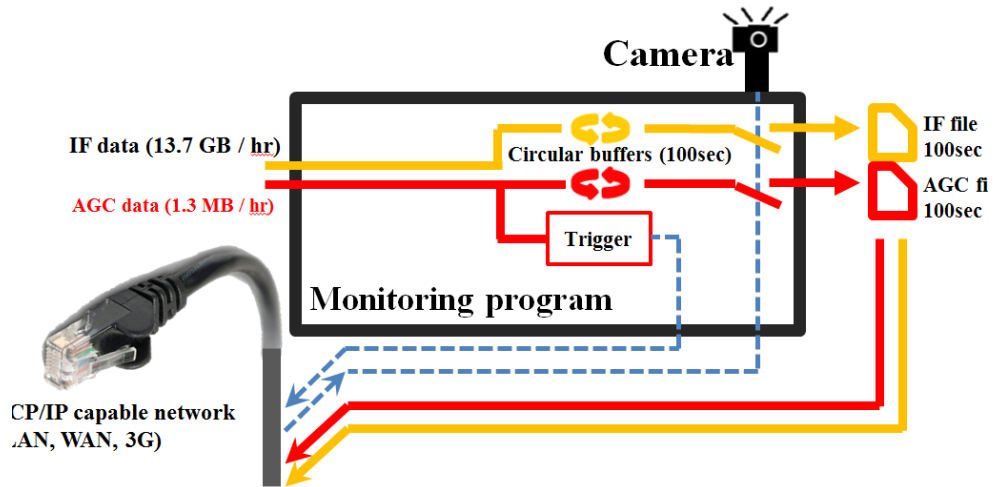 Camera
IF data (13.7 GB / hr)
IF file
100sec
Circular buffers (100sec)
AGC data (1.3 MB / hr)
AGC fi
100sec
Trigger
Monitoring program
CP/IP capable network
AN, WAN, 3G)